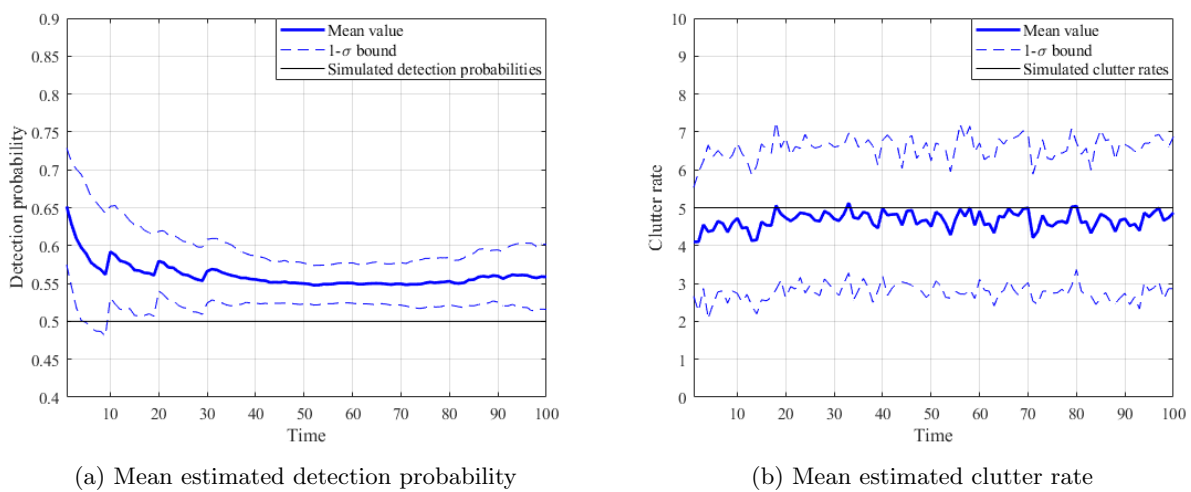 0.9
0.85
0.8
0.75
0.7
0.65
0.6
0.55
0.5
0.45
0.4
Detection probability
Mean value
1-σ bound
Simulated detection probabilities
10 20 30 40 50 60 70 80 90 100
Time
(a) Mean estimated detection probability
10
9
8
7
6
5
4
3
2
1
0
Clutter rate
Mean value
1-σ bound
Simulated clutter rates
10 20 30 40 50 60 70 80 90 100
Time
(b) Mean estimated clutter rate